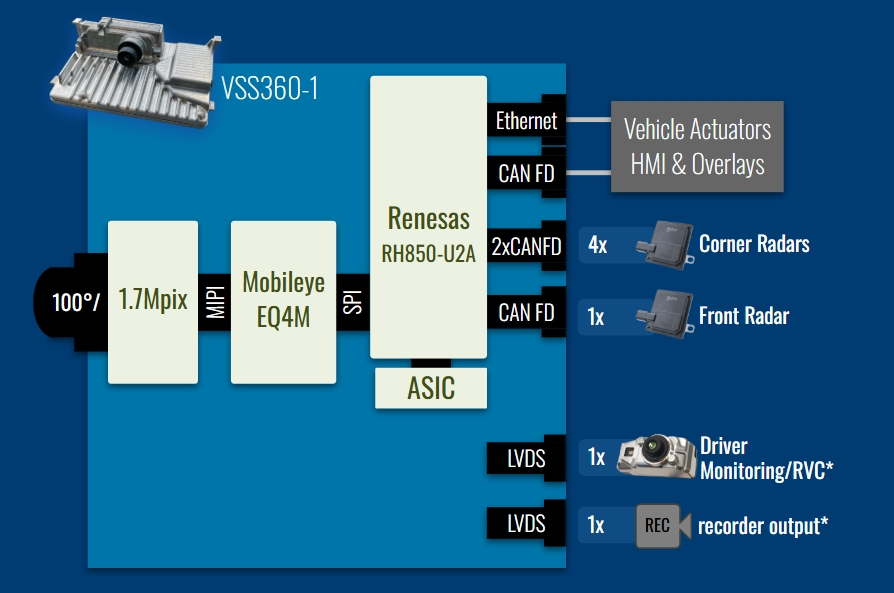 VSS360-1
Ethernet
Vehicle Actuators
HMI & Overlays
CAN FD
Renesas
RH850-U2A
2xCANFD
4x
Corner Radars
100°/
1.7Mpix
MIPI
Mobileye
EQ4M
SPI
CAN FD
1x
Front Radar
ASIC
LVDS
1x
Driver
Monitoring/RVC*
LVDS
1x
REC
recorder output*